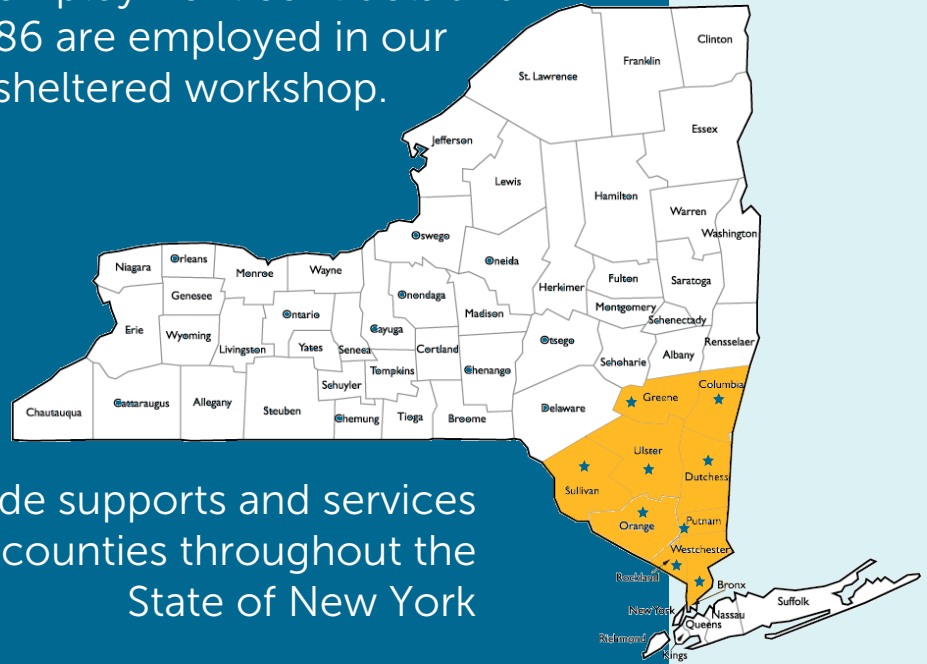 86 are employed in our
sheltered workshop.
Clinton
Franklin
St. Lawrence
Essex
Jefferson
Lewis
Hamilton
Warren
Washington
Oswego
Oneida
Herkimer
Fulton
Saratoga
Niagara
Orleans
Monroe
Wayne
Genesee
Onondaga
Madison
Montgomery
Schenectady
Ontario
Erie
Wyoming
Cayuga
Otsego
Rensselaer
Livingston
Yates
Seneca
Cortland
Schoharie
Albany
Tompkins
Chenango
Schuyler
Columbia
Greene
Chautauqua
Cattaraugus
Allegany
Steuben
Chemung
Tioga
Broome
Delaware
Ulster
Dutchess
Sullivan
Orange
Putnam
Westchester
Rockland
Bronx
New York
Nassau
Suffolk
Queens
Richmond
Kings
de supports and services
counties throughout the
State of New York